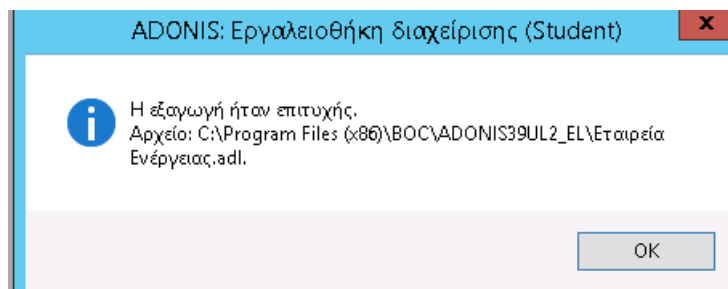 ADONIS: Εργαλειοθήκη διαχείρισης (Student)
x
Η εξαγωγή ήταν επιτυχής.
Αρχείο: C:\Program Files (x86)\BOC\ADONIS39UL2_EL\Εταιρεία
Ενέργειας.adl.
OK